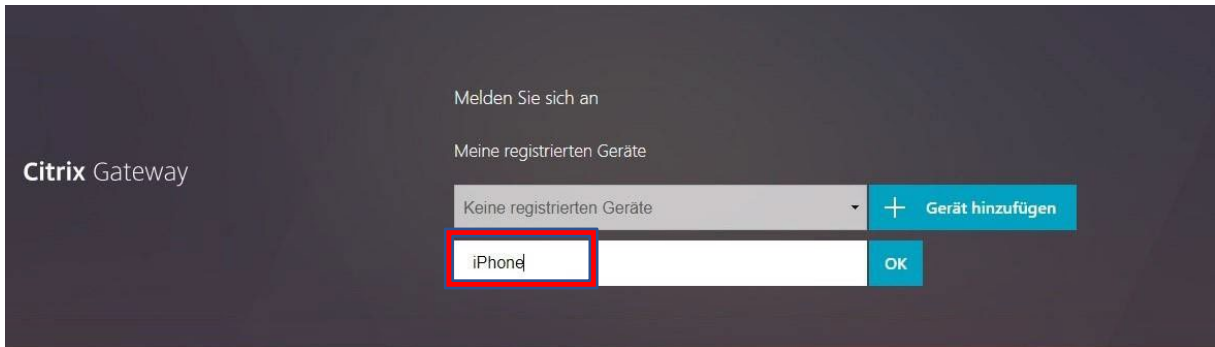 Melden Sie sich an
Meine registrierten Geräte
Citrix Gateway
Keine registrierten Geräte
Gerät hinzufügen
iPhone
OK